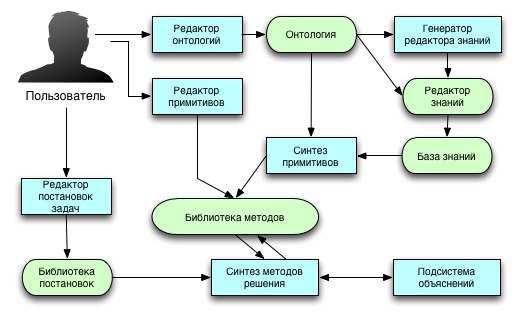 Редактор
онтологий
Онтология
Генератор
редактора знаний
Пользователь
Редактор
примитивов
Редактор
знаний
Синтез
примитивов
База знаний
Редактор
постановок
задач
Библиотека методов
Библиотека
постановок
Синтез методов
решения
Подсистема
объяснений